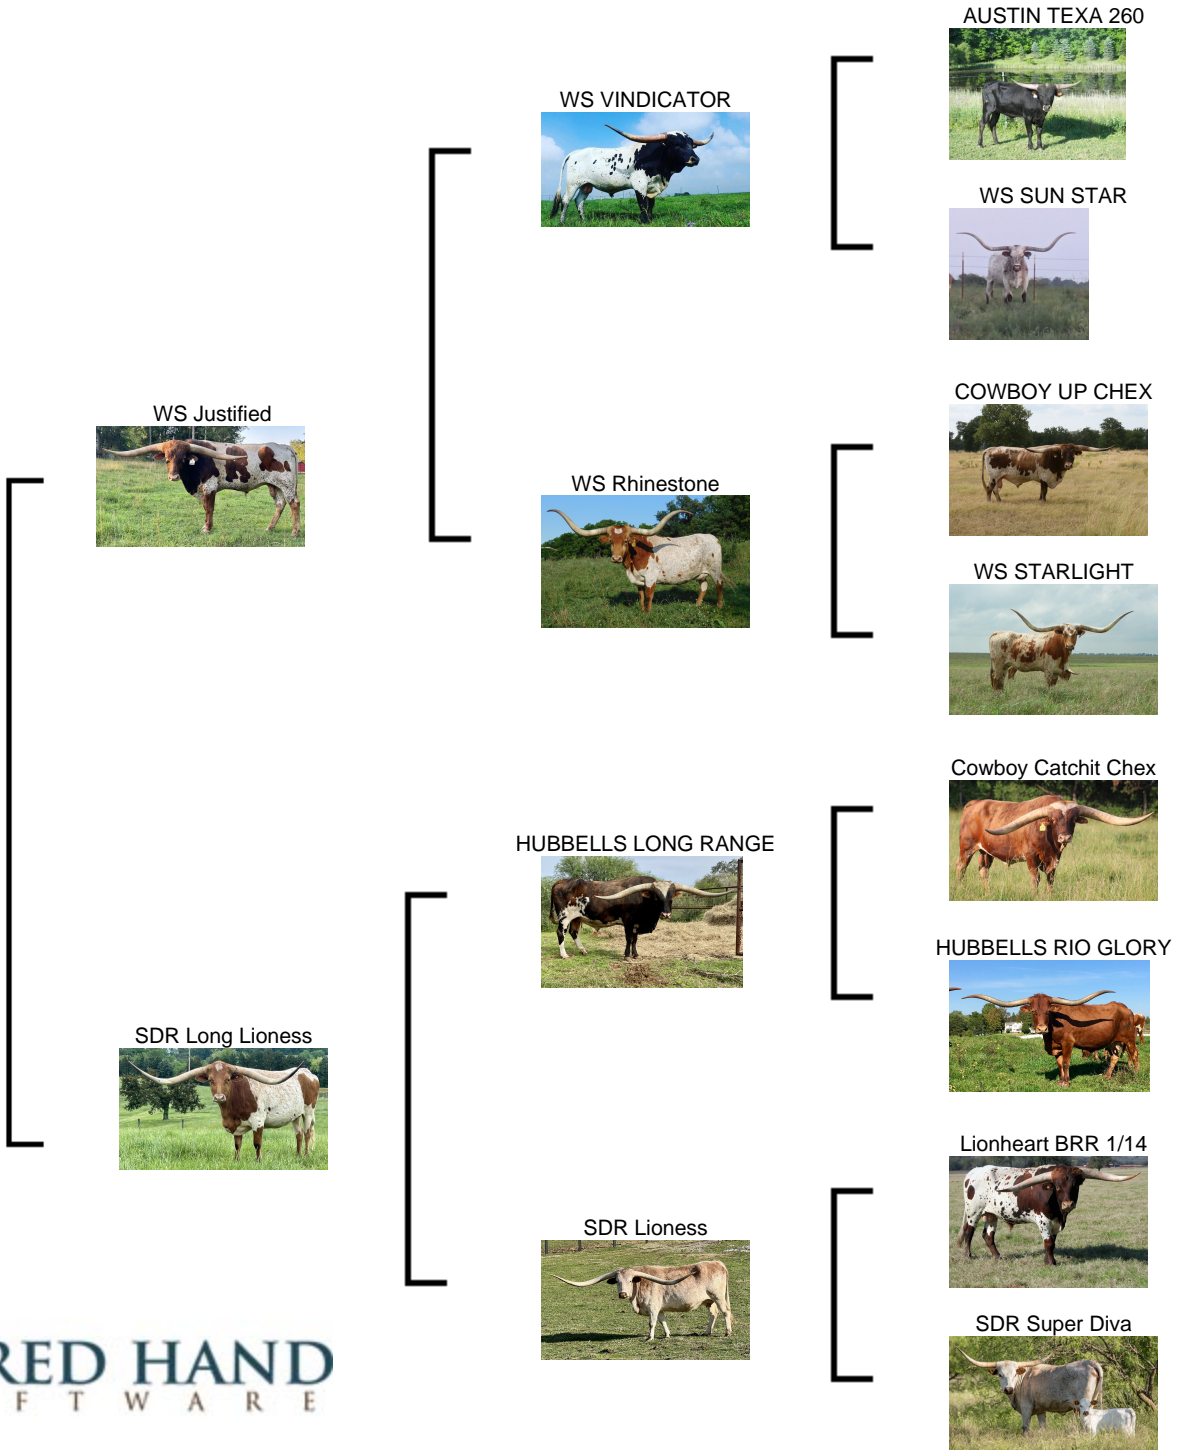 AUSTIN TEXA 260
WS VINDICATOR
WS SUN STAR
COWBOY UP CHEX
WS Justified
WS Rhinestone
WS STARLIGHT
Cowboy Catchit Chex
HUBBELLS LONG RANGE
HUBBELLS RIO GLORY
SDR Long Lioness
Lionheart BRR 1/14
SDR Lioness
SDR Super Diva
RED HAND
FTWARE